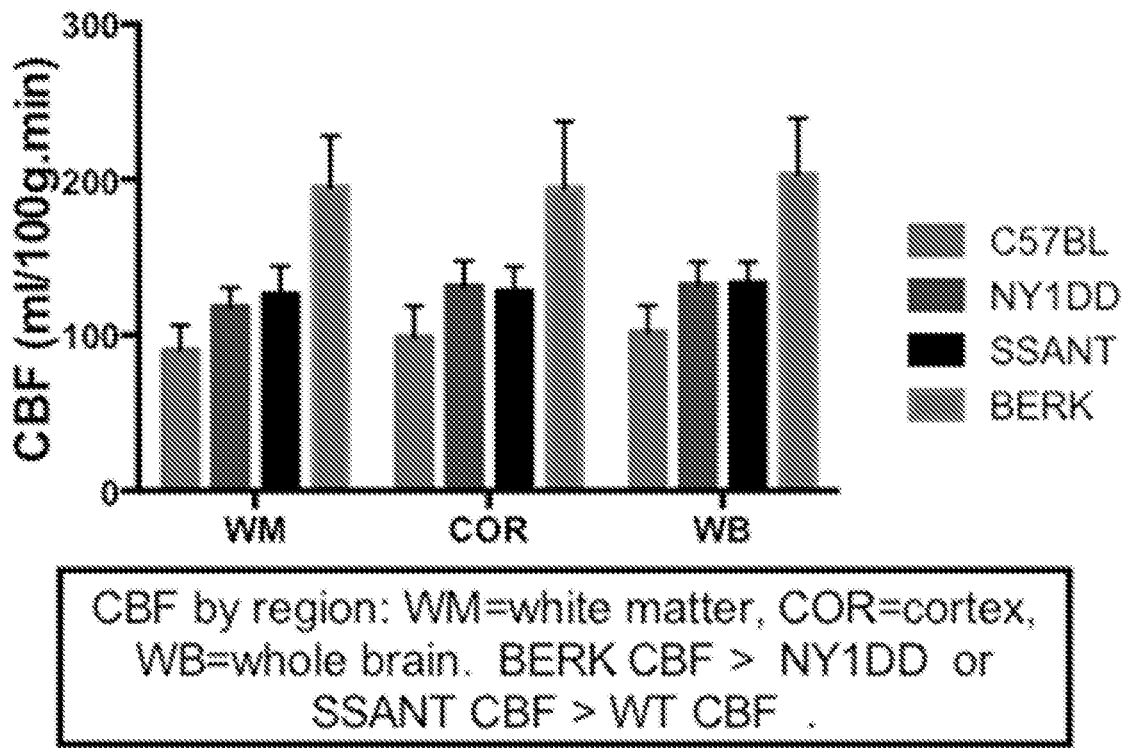 300
200
100
0
CBF (ml/100g.min)
WM
COR
WB
C57BL
NY1DD
SSANT
BERK
CBF by region: WM=white matter, COR=cortex,
WB=whole brain. BERK CBF > NY1DD or
SSANT CBF > WT CBF .